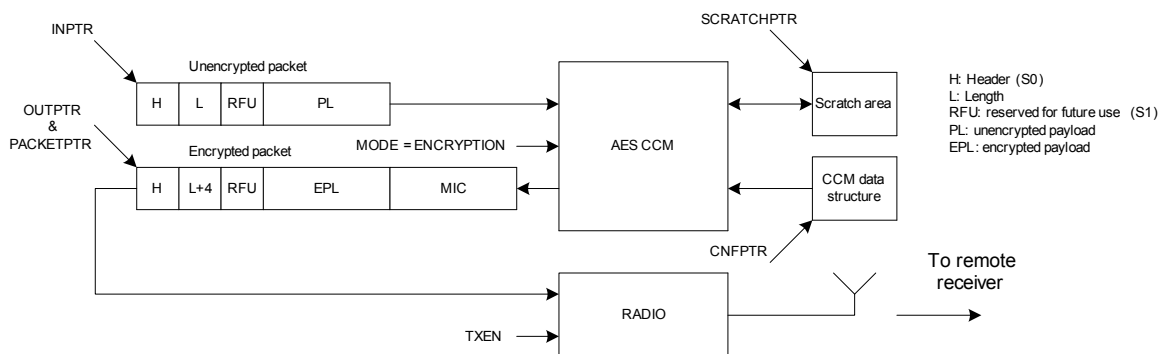 SCRATCHPTR
INPTR
Unencrypted packet
H L RFU PL
Scratch area
H: Header (S0)
L: Length
RFU: reserved for future use (S1)
PL: unencrypted payload
EPL: encrypted payload
OUTPTR
&
PACKETPTR
MODE = ENCRYPTION
AES CCM
Encrypted packet
H L+4 RFU EPL MIC
CCM data
structure
CNFPTR
To remote
receiver
RADIO
TXEN